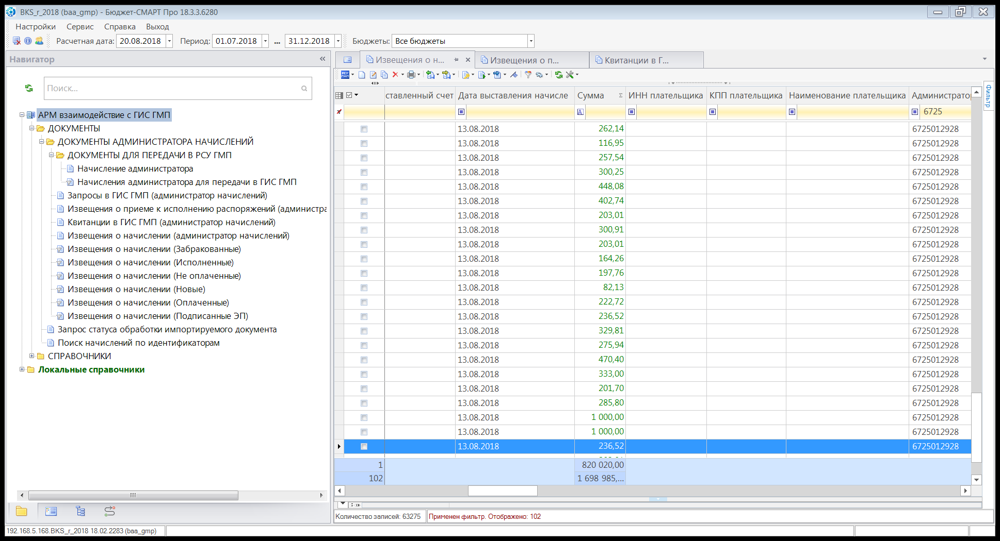 BKS_r_2018 (baa_gmp) - Бюджет-СМАРТ Про 18.3.3.6280
Настройки Сервис Справка Выход
Расчетная дата: 20.08.2018 Период: 01.07.2018 ... 31.12.2018 Бюджеты: Все бюджеты
Навигатор
Поиск...
АРМ взаимодействие с ГИС ГМП
ДОКУМЕНТЫ
ДОКУМЕНТЫ АДМИНИСТРАТОРА НАЧИСЛЕНИЙ
ДОКУМЕНТЫ ДЛЯ ПЕРЕДАЧИ В РСУ ГМП
Начисление администратора
Начисления администратора для передачи в ГИС ГМП
Запросы в ГИС ГМП (администратор начислений)
Извещения о приеме к исполнению распоряжений (администра
Квитанции в ГИС ГМП (администратор начислений)
Извещения о начислении (администратор начислений)
Извещения о начислении (Забракованные)
Извещения о начислении (Исполненные)
Извещения о начислении (Не оплаченные)
Извещения о начислении (Новые)
Извещения о начислении (Оплаченные)
Извещения о начислении (Подписанные ЭП)
Запрос статуса обработки импортируемого документа
Поиск начислений по идентификаторам
СПРАВОЧНИКИ
Локальные справочники
Извещения о н... Извещения о п... Квитанции в Г...
РСУ ГМП
Фильтр
ставленный счет Дата выставления начисле Сумма Σ ИНН плательщика КПП плательщика Наименование плательщика Администратор
A 6725
13.08.2018 262,14 6725012928
13.08.2018 116,95 6725012928
13.08.2018 257,54 6725012928
13.08.2018 300,25 6725012928
13.08.2018 448,08 6725012928
13.08.2018 402,74 6725012928
13.08.2018 203,01 6725012928
13.08.2018 300,91 6725012928
13.08.2018 203,01 6725012928
13.08.2018 164,26 6725012928
13.08.2018 197,76 6725012928
13.08.2018 82,13 6725012928
13.08.2018 222,72 6725012928
13.08.2018 236,52 6725012928
13.08.2018 329,81 6725012928
13.08.2018 275,94 6725012928
13.08.2018 470,40 6725012928
13.08.2018 333,00 6725012928
13.08.2018 201,70 6725012928
13.08.2018 285,80 6725012928
13.08.2018 1 000,00 6725012928
13.08.2018 1 000,00 6725012928
13.08.2018 236,52 6725012928
1 820 020,00
102 1 698 985,...
Количество записей: 63275 Применен фильтр. Отображено: 102
192.168.5.168.BKS_r_2018 18.02.2283 (baa_gmp)